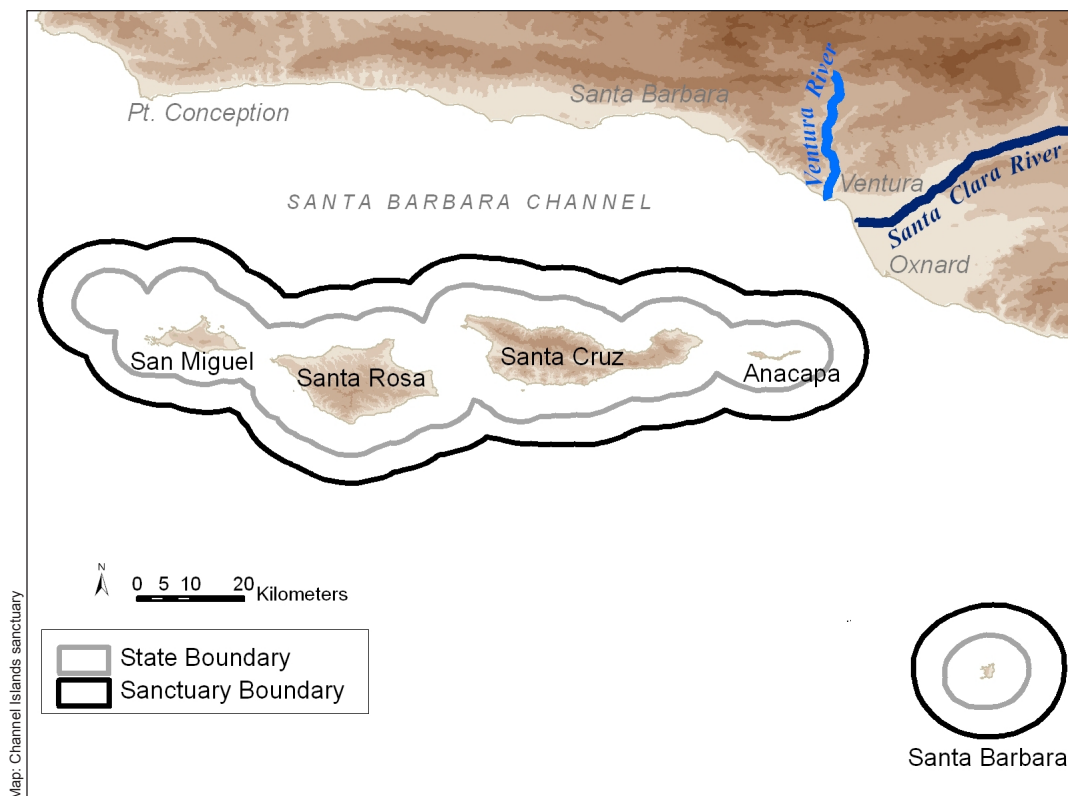 Santa Barbara
Pt. Conception
Ventura River
Ventura
Santa Clara River
SANTA BARBARA CHANNEL
Oxnard
San Miguel
Santa Rosa
Santa Cruz
Anacapa
N
0 5 10 20 Kilometers
State Boundary
Sanctuary Boundary
Santa Barbara
Map: Channel Islands sanctuary